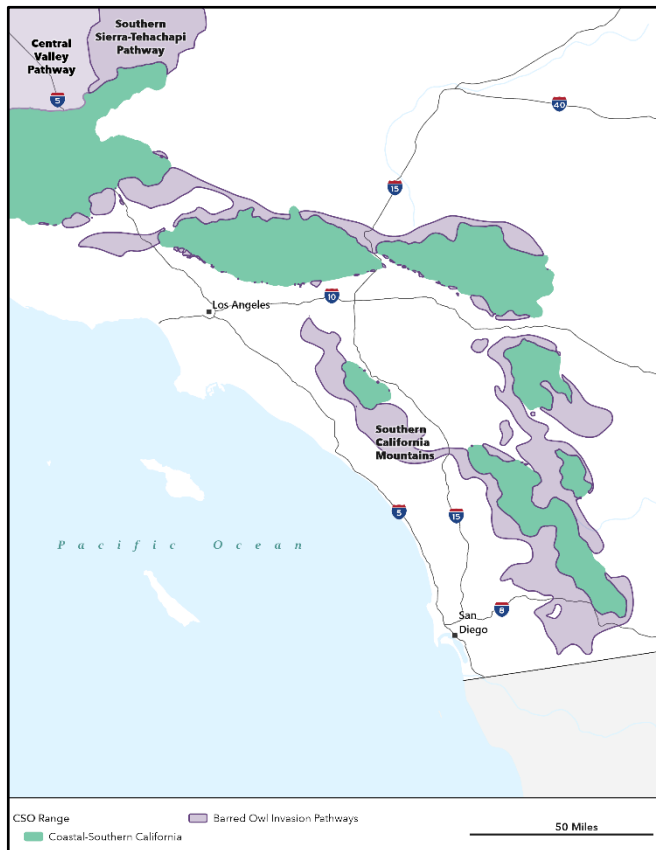 Southern
Sierra-Tehachapi
Pathway
Central
Valley
Pathway
5
40
15
10
Los Angeles
Southern
California
Mountains
5
15
Pacific Ocean
8
San
Diego
CSO Range
Barred Owl Invasion Pathways
Coastal-Southern California
50 Miles